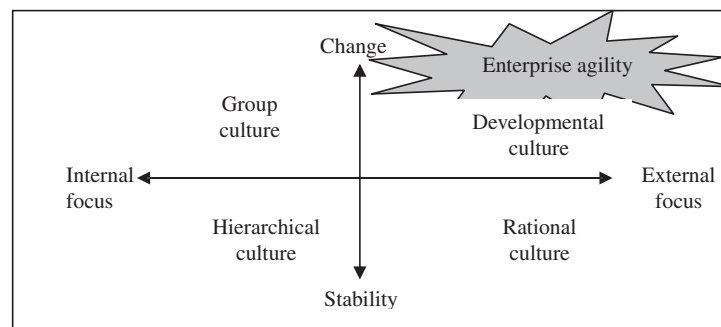 Change
Enterprise agility
Group
culture
Developmental
culture
Internal
focus
External
focus
Hierarchical
culture
Rational
culture
Stability